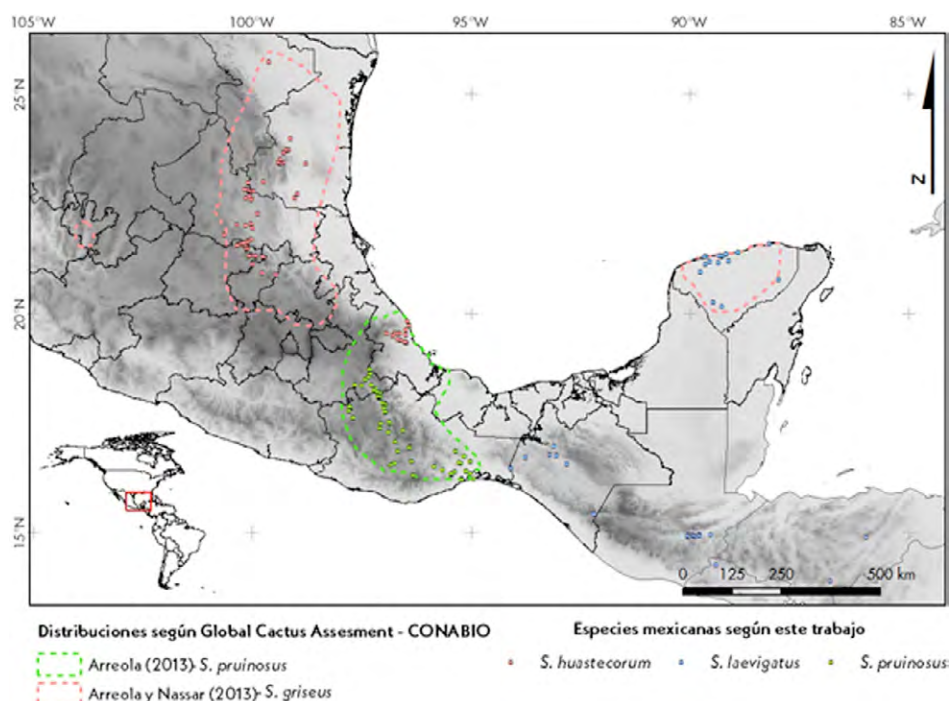 105°W 100°W 95°W 90°W 85°W
25°N
20°N
15°N
N
0 125 250 500 km
Distribuciones según Global Cactus Assesment - CONABIO
Arreola (2013)- S. pruinosus
Arreola y Nassar (2013)- S. griseus
Especies mexicanas según este trabajo
S. huastecorum S. laevigatus S. pruinosus